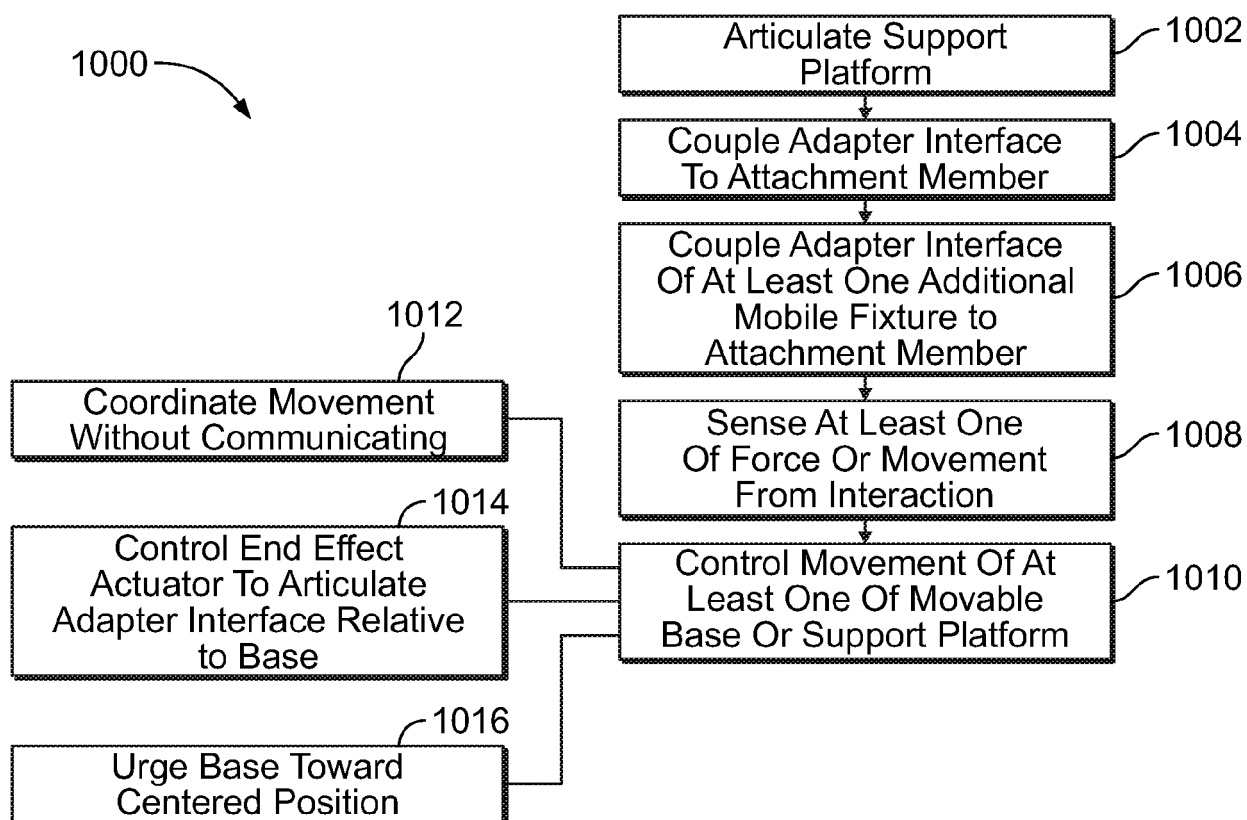 1000
Articulate Support
Platform
1002
Couple Adapter Interface
To Attachment Member
1004
Couple Adapter Interface
Of At Least One Additional
Mobile Fixture to
Attachment Member
1006
Sense At Least One
Of Force Or Movement
From Interaction
1008
Control Movement Of At
Least One Of Movable
Base Or Support Platform
1010
1012
Coordinate Movement
Without Communicating
1014
Control End Effect
Actuator To Articulate
Adapter Interface Relative
to Base
1016
Urge Base Toward
Centered Position